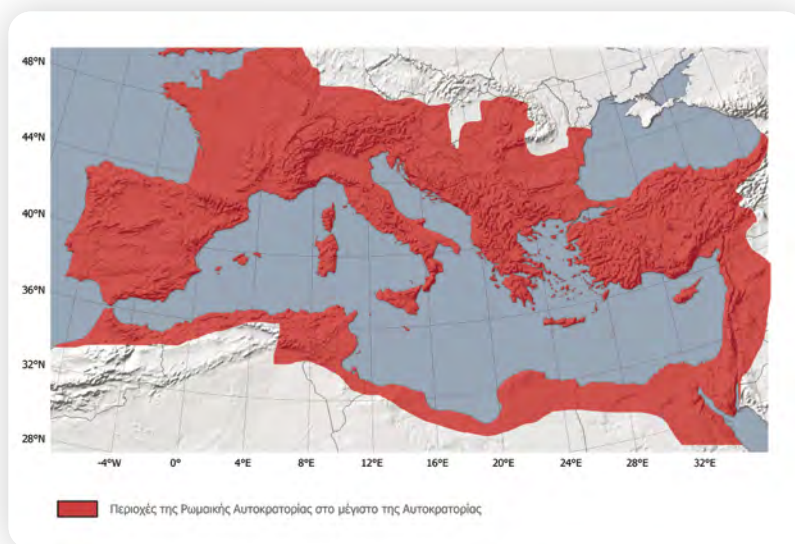 48°N
44°N
40°N
36°N
32°N
28°N
-4°W 0° 4°E 8°E 12°E 16°E 20°E 24°E 28°E 32°E
Περιοχές της Ρωμαικής Αυτοκρατορίας στο μέγιστο της Αυτοκρατορίας